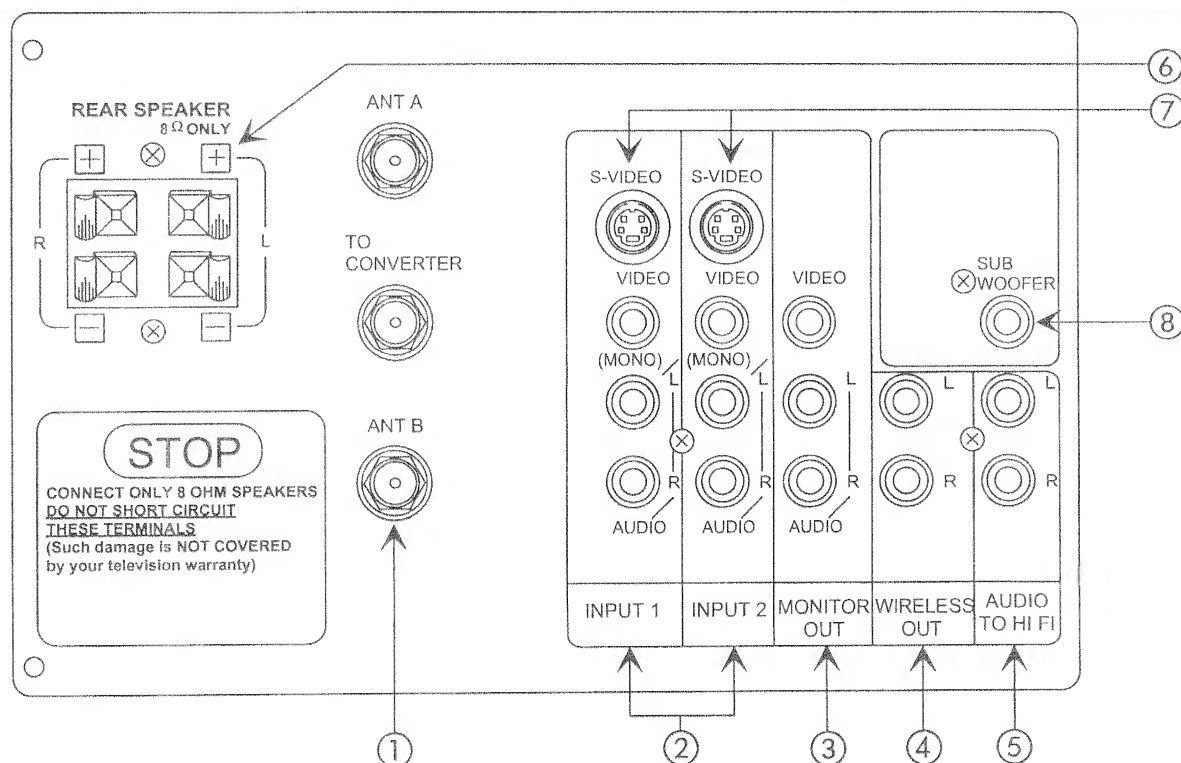 REAR SPEAKER
8 Ω ONLY
+
+
R
L
−
−
STOP
CONNECT ONLY 8 OHM SPEAKERS
DO NOT SHORT CIRCUIT
THESE TERMINALS
(Such damage is NOT COVERED
by your television warranty)
ANT A
TO
CONVERTER
ANT B
S-VIDEO
VIDEO
(MONO)
L
R
AUDIO
INPUT 1
S-VIDEO
VIDEO
(MONO)
L
R
AUDIO
INPUT 2
VIDEO
L
R
AUDIO
MONITOR
OUT
L
R
WIRELESS
OUT
SUB
WOOFER
L
R
AUDIO
TO HI FI
6
7
8
1
2
3
4
5